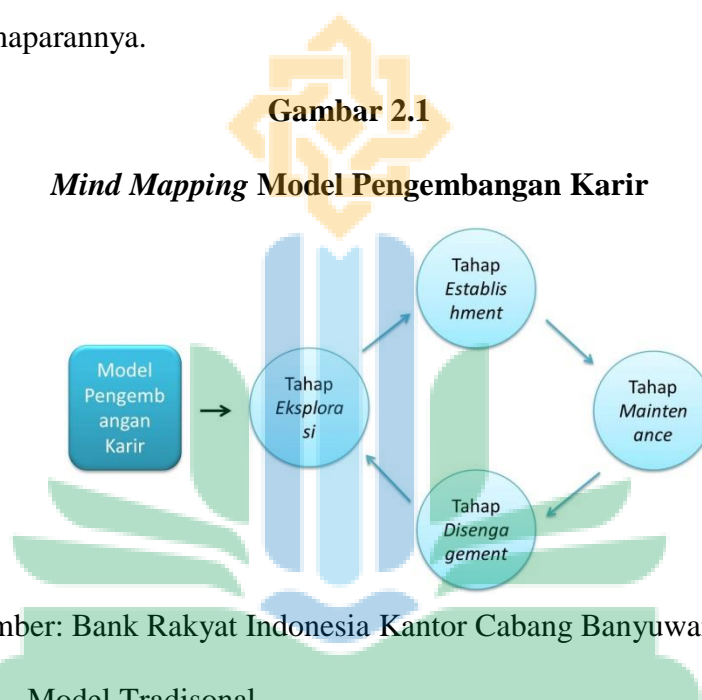 haparannya.
Gambar 2.1
Mind Mapping Model Pengembangan Karir
Tahap
Establis
hment
Model
Pengemb
angan
Karir
Tahap
Eksplora
si
Tahap
Mainten
ance
Tahap
Disenga
gement
mber: Bank Rakyat Indonesia Kantor Cabang Banyuwa
Model Tradisonal